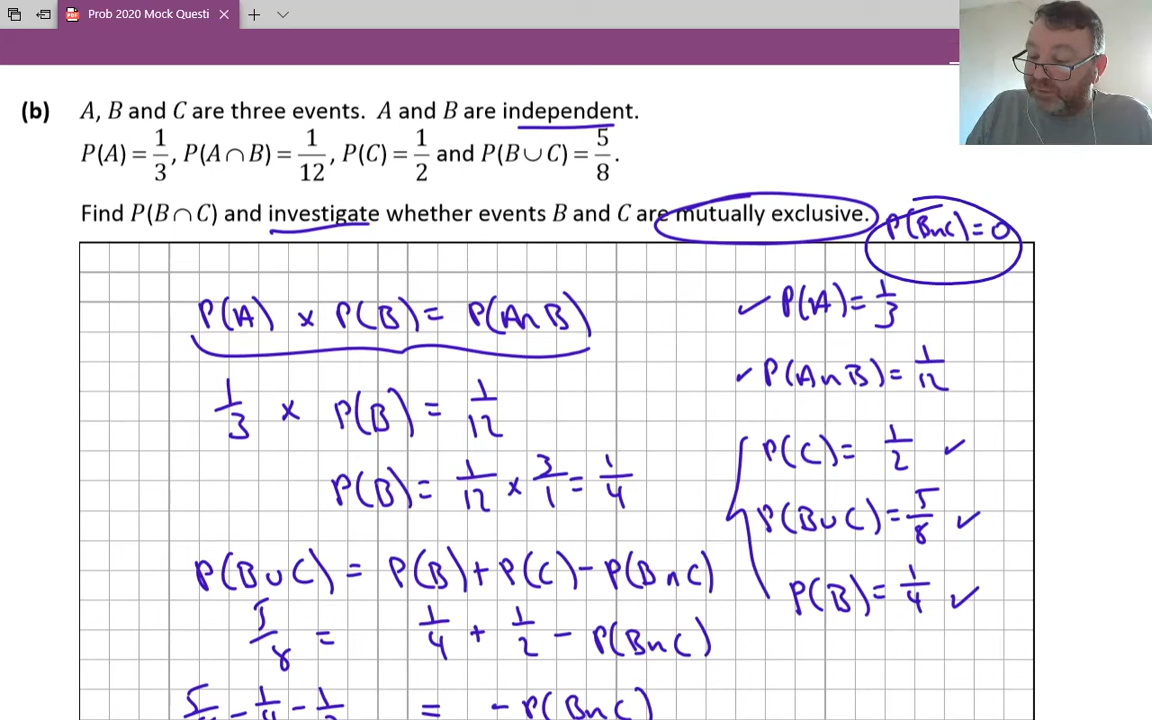 Prob 2020 Mock Questi
(b) A, B and C are three events. A and B are independent.
P(A) = 1/3, P(A∩B) = 1/12, P(C) = 1/2 and P(B∪C) = 5/8.
Find P(B∩C) and investigate whether events B and C are mutually exclusive.
P(B∩C) = 0
P(A) × P(B) = P(A∩B)
1/3 × P(B) = 1/12
P(B) = 1/12 × 3/1 = 1/4
P(B∪C) = P(B) + P(C) - P(B∩C)
5/8 = 1/4 + 1/2 - P(B∩C)
= - P(B∩C)
✓ P(A) = 1/3
✓ P(A∩B) = 1/12
P(C) = 1/2 ✓
P(B∪C) = 5/8 ✓
P(B) = 1/4 ✓